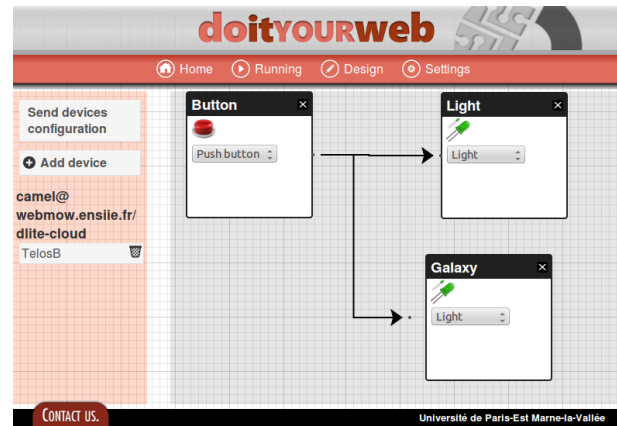 doityourweb
Home Running Design Settings
Send devices
configuration
Add device
camel@
webmow.ensiie.fr/
dlite-cloud
TelosB
Button
Push button
Light
Light
Galaxy
Light
CONTACT US.
Université de Paris-Est Marne-la-Vallée